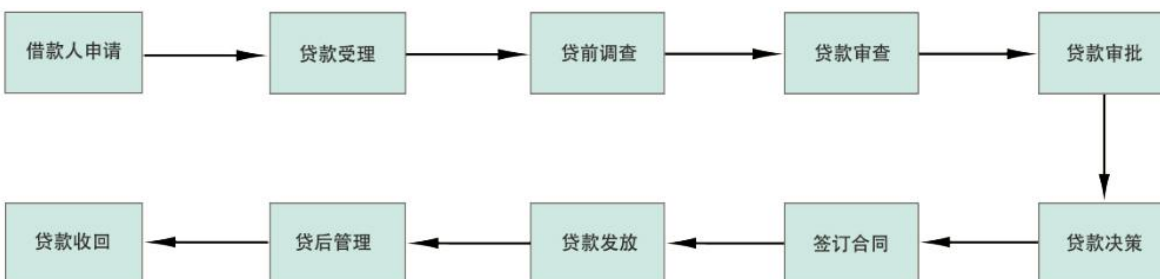 借款人申请
贷款受理
贷前调查
贷款审查
贷款审批
贷款决策
签订合同
贷款发放
贷后管理
贷款收回